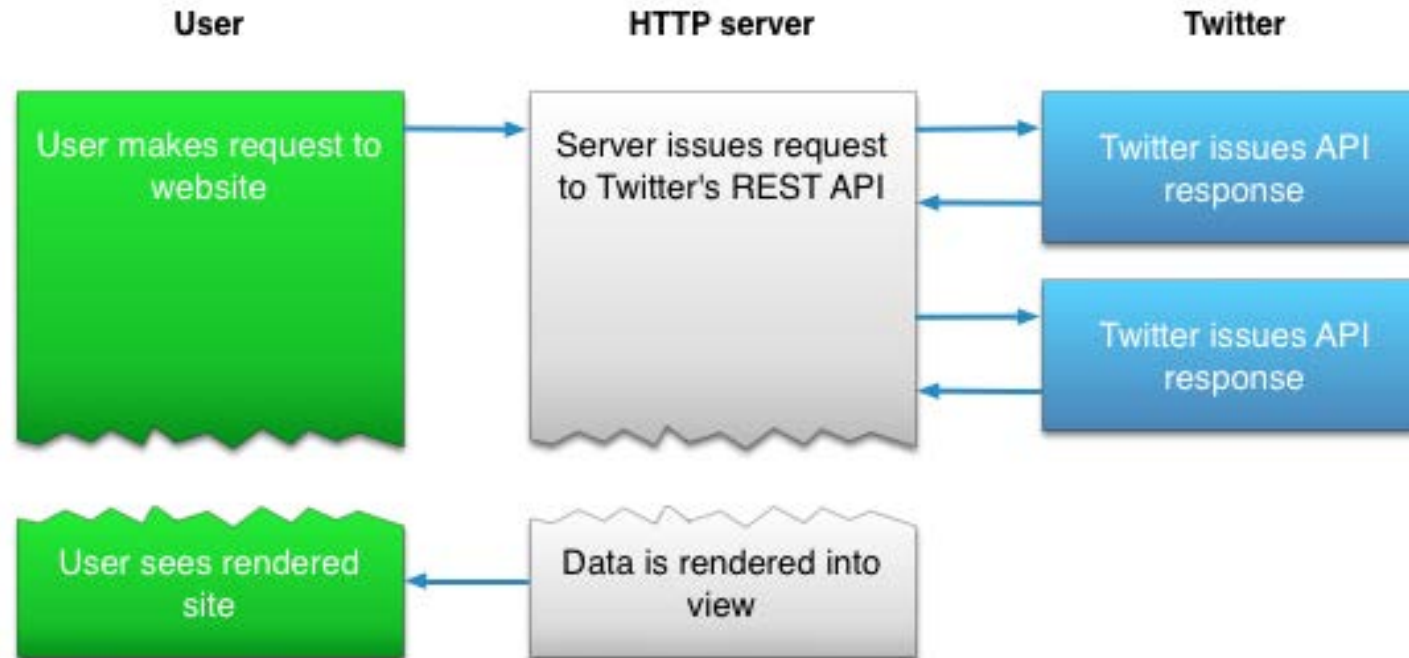 User
HTTP server
Twitter
User makes request to
website
Server issues request
to Twitter's REST API
Twitter issues API
response
Twitter issues API
response
User sees rendered
site
Data is rendered into
view